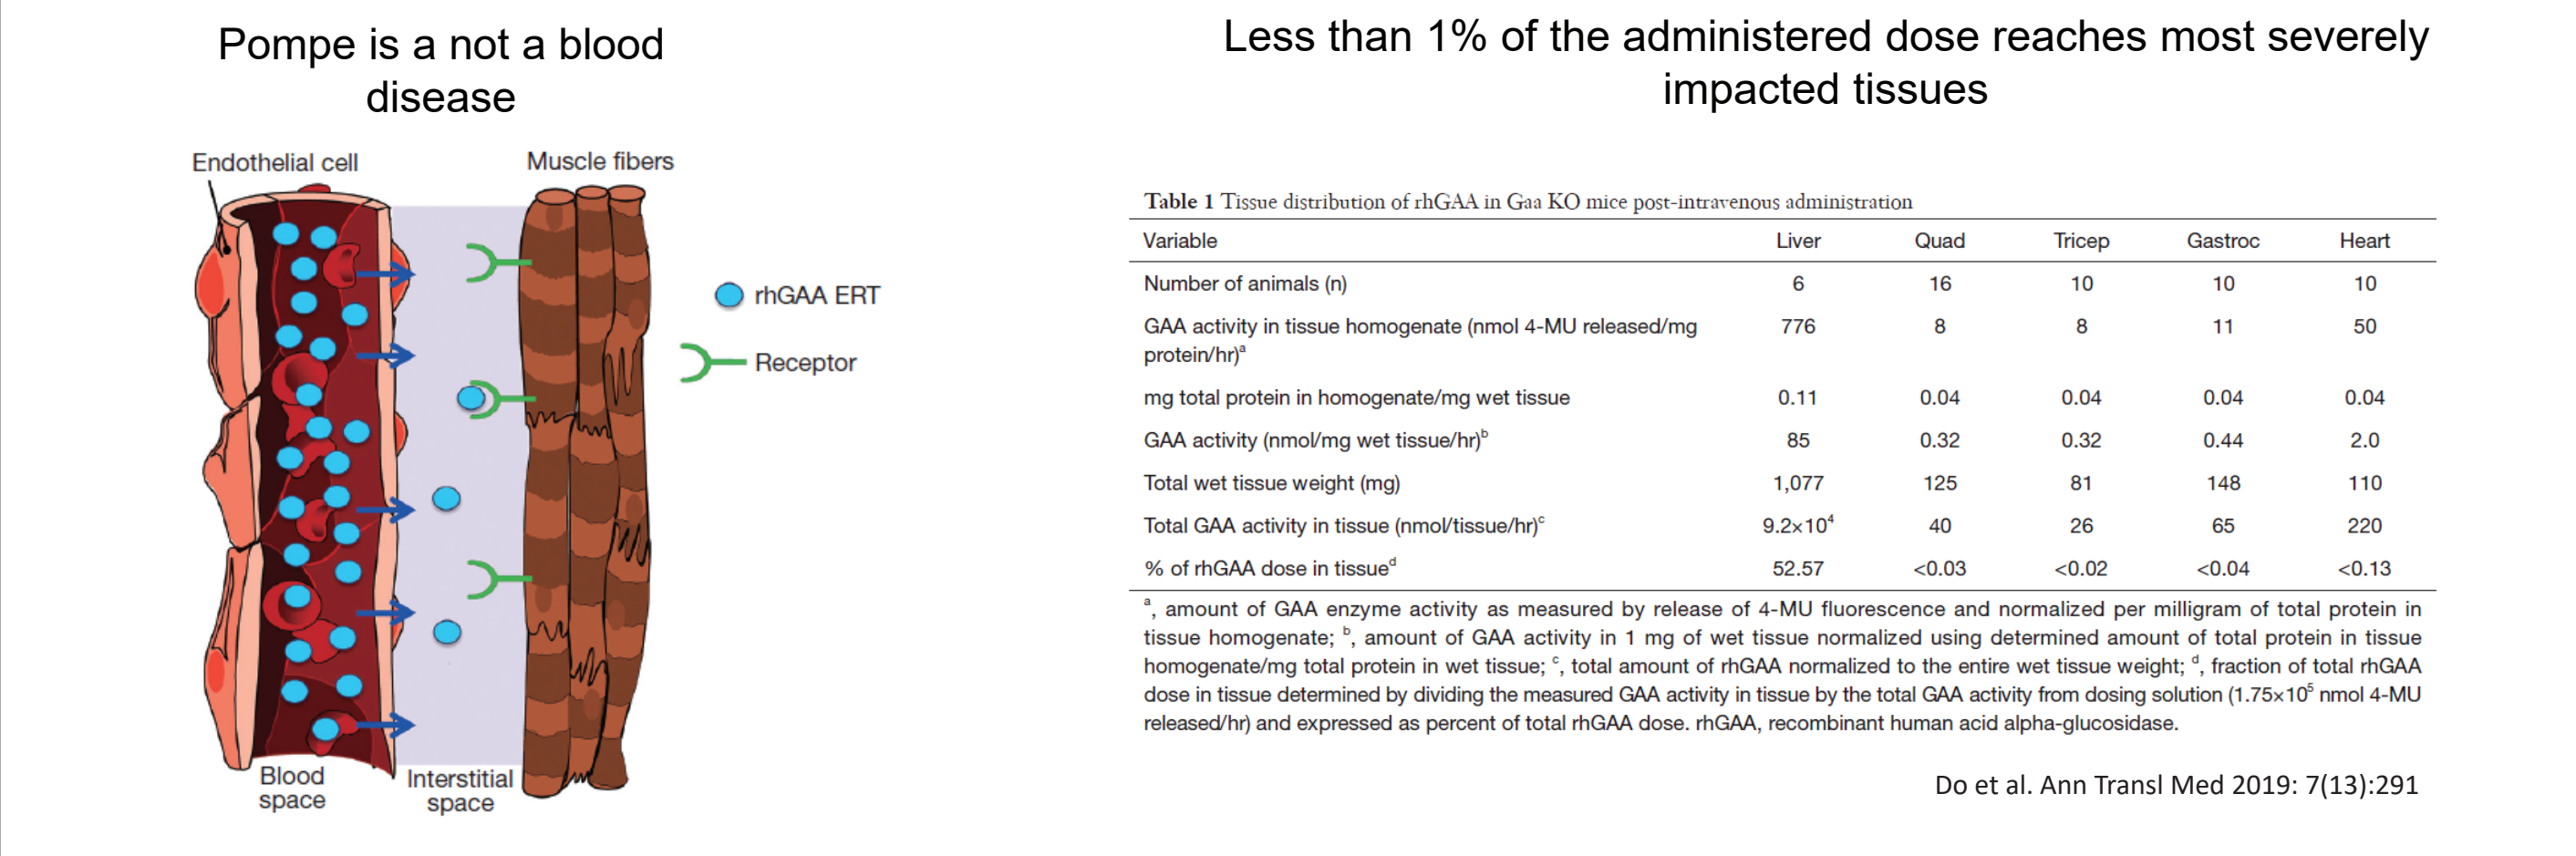 Pompe is a not a blood
disease
Endothelial cell
Muscle fibers
rhGAA ERT
Receptor
Blood
space
Interstitial
space
Less than 1% of the administered dose reaches most severely
impacted tissues
Table 1 Tissue distribution of rhGAA in Gaa KO mice post-intravenous administration
Variable Liver Quad Tricep Gastroc Heart
Number of animals (n) 6 16 10 10 10
GAA activity in tissue homogenate (nmol 4-MU released/mg 776 8 8 11 50
protein/hr)ᵃ
mg total protein in homogenate/mg wet tissue 0.11 0.04 0.04 0.04 0.04
GAA activity (nmol/mg wet tissue/hr)ᵇ 85 0.32 0.32 0.44 2.0
Total wet tissue weight (mg) 1,077 125 81 148 110
Total GAA activity in tissue (nmol/tissue/hr)ᶜ 9.2×10⁴ 40 26 65 220
% of rhGAA dose in tissueᵈ 52.57 <0.03 <0.02 <0.04 <0.13
ᵃ, amount of GAA enzyme activity as measured by release of 4-MU fluorescence and normalized per milligram of total protein in
tissue homogenate; ᵇ, amount of GAA activity in 1 mg of wet tissue normalized using determined amount of total protein in tissue
homogenate/mg total protein in wet tissue; ᶜ, total amount of rhGAA normalized to the entire wet tissue weight; ᵈ, fraction of total rhGAA
dose in tissue determined by dividing the measured GAA activity in tissue by the total GAA activity from dosing solution (1.75×10⁵ nmol 4-MU
released/hr) and expressed as percent of total rhGAA dose. rhGAA, recombinant human acid alpha-glucosidase.
Do et al. Ann Transl Med 2019: 7(13):291